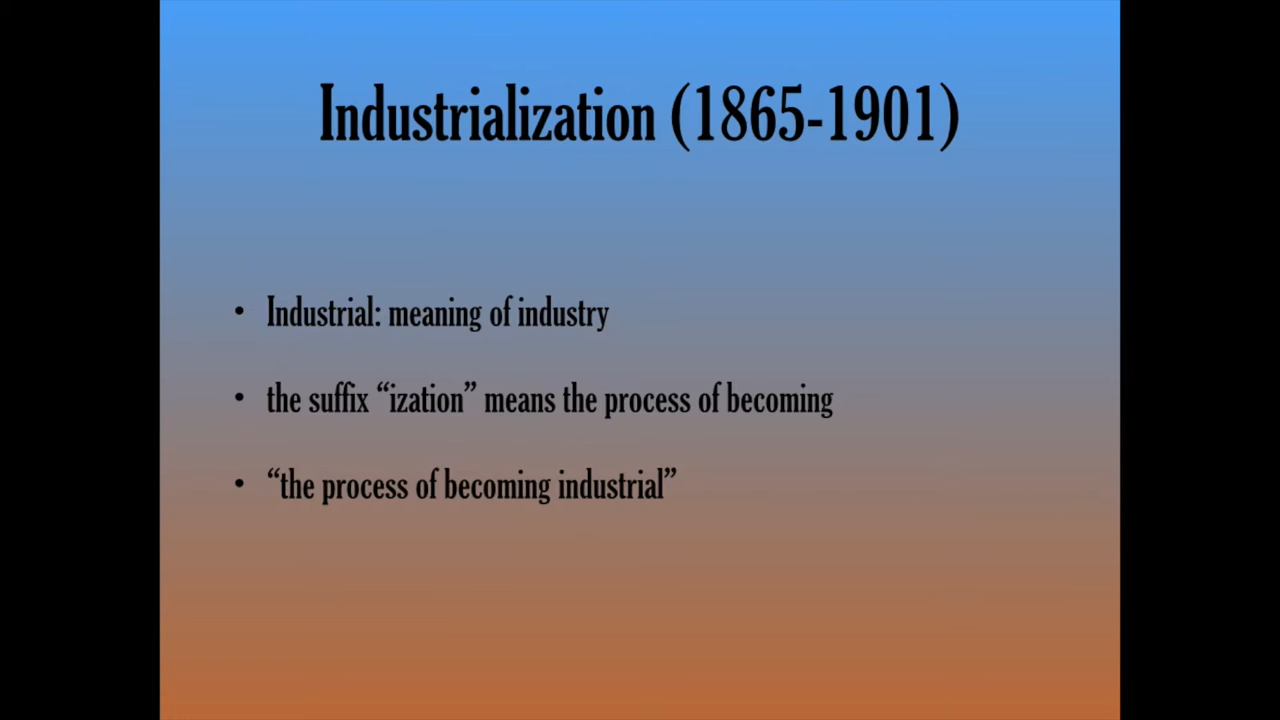 Industrialization (1865-1901)
• Industrial: meaning of industry
• the suffix “ization” means the process of becoming
• “the process of becoming industrial”